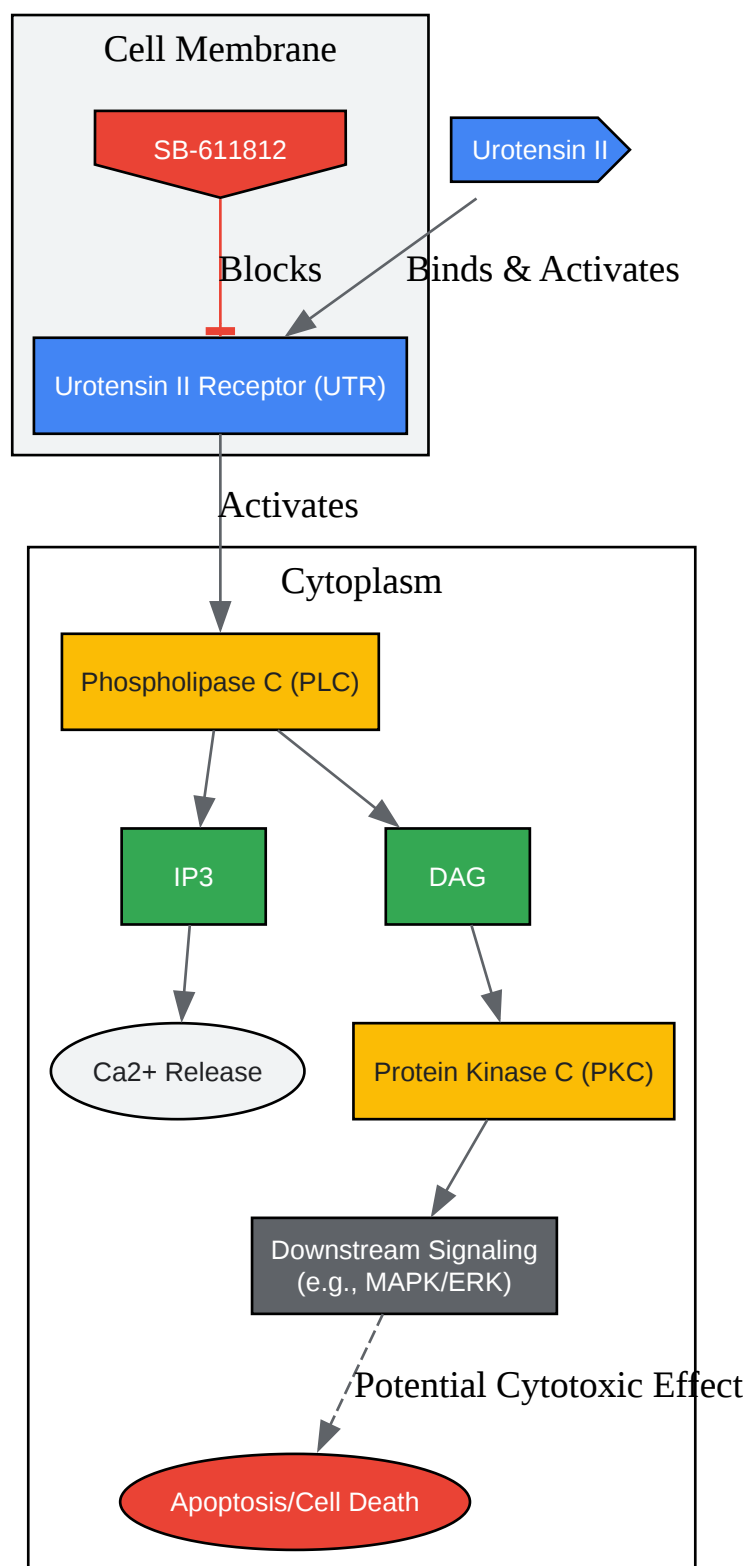 Cell Membrane
SB-611812
Urotensin II
Blocks
Binds & Activates
Urotensin II Receptor (UTR)
Activates
Cytoplasm
Phospholipase C (PLC)
IP3
DAG
Ca2+ Release
Protein Kinase C (PKC)
Downstream Signaling
(e.g., MAPK/ERK)
Potential Cytotoxic Effect
Apoptosis/Cell Death